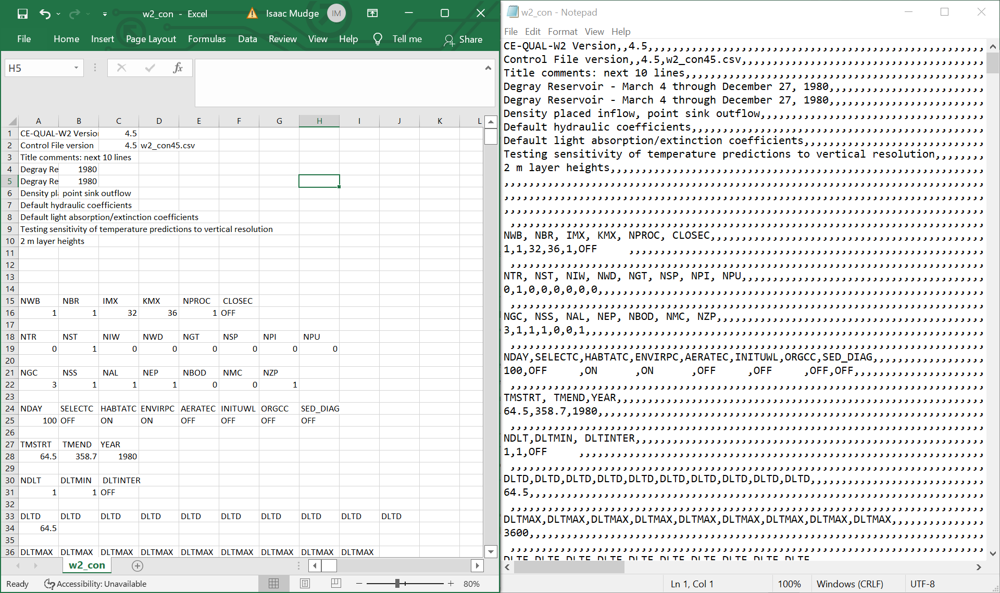 w2_con - Excel
Isaac Mudge IM
File Home Insert Page Layout Formulas Data Review View Help Tell me Share
H5 fx
A B C D E F G H I J K L
1 CE-QUAL-W2 Version 4.5
2 Control File version 4.5 w2_con45.csv
3 Title comments: next 10 lines
4 Degray Re 1980
5 Degray Re 1980
6 Density pla point sink outflow
7 Default hydraulic coefficients
8 Default light absorption/extinction coefficients
9 Testing sensitivity of temperature predictions to vertical resolution
10 2 m layer heights
11
12
13
14
15 NWB NBR IMX KMX NPROC CLOSEC
16 1 1 32 36 1 OFF
17
18 NTR NST NIW NWD NGT NSP NPI NPU
19 0 1 0 0 0 0 0 0
20
21 NGC NSS NAL NEP NBOD NMC NZP
22 3 1 1 1 0 0 1
23
24 NDAY SELECTC HABTATC ENVIRPC AERATEC INITUWL ORGCC SED_DIAG
25 100 OFF ON ON OFF OFF OFF OFF
26
27 TMSTRT TMEND YEAR
28 64.5 358.7 1980
29
30 NDLT DLTMIN DLTINTER
31 1 1 OFF
32
33 DLTD DLTD DLTD DLTD DLTD DLTD DLTD DLTD DLTD DLTD
34 64.5
35
36 DLTMAX DLTMAX DLTMAX DLTMAX DLTMAX DLTMAX DLTMAX DLTMAX DLTMAX
w2_con
Ready Accessibility: Unavailable 80%
w2_con - Notepad
File Edit Format View Help
CE-QUAL-W2 Version,,4.5,,,,,,,,,,,,,,,,,,,,,,,,,,,,,,,,,,,,,,,,,,,,,,,,,,,,,,
Control File version,,4.5,w2_con45.csv,,,,,,,,,,,,,,,,,,,,,,,,,,,,,,,,,,,,,,,
Title comments: next 10 lines,,,,,,,,,,,,,,,,,,,,,,,,,,,,,,,,,,,,,,,,,,,,,,,,
Degray Reservoir - March 4 through December 27, 1980,,,,,,,,,,,,,,,,,,,,,,,,,
Degray Reservoir - March 4 through December 27, 1980,,,,,,,,,,,,,,,,,,,,,,,,,
Density placed inflow, point sink outflow,,,,,,,,,,,,,,,,,,,,,,,,,,,,,,,,,,,,
Default hydraulic coefficients,,,,,,,,,,,,,,,,,,,,,,,,,,,,,,,,,,,,,,,,,,,,,,,
Default light absorption/extinction coefficients,,,,,,,,,,,,,,,,,,,,,,,,,,,,,
Testing sensitivity of temperature predictions to vertical resolution,,,,,,,,
2 m layer heights,,,,,,,,,,,,,,,,,,,,,,,,,,,,,,,,,,,,,,,,,,,,,,,,,,,,,,,,,,,,
,,,,,,,,,,,,,,,,,,,,,,,,,,,,,,,,,,,,,,,,,,,,,,,,,,,,,,,,,,,,,,,,,,,,,,,,,,,,,
,,,,,,,,,,,,,,,,,,,,,,,,,,,,,,,,,,,,,,,,,,,,,,,,,,,,,,,,,,,,,,,,,,,,,,,,,,,,,
,,,,,,,,,,,,,,,,,,,,,,,,,,,,,,,,,,,,,,,,,,,,,,,,,,,,,,,,,,,,,,,,,,,,,,,,,,,,,
 ,,,,,,,,,,,,,,,,,,,,,,,,,,,,,,,,,,,,,,,,,,,,,,,,,,,,,,,,,,,,,,,,,,,,,,,,,,,,
NWB, NBR, IMX, KMX, NPROC, CLOSEC,,,,,,,,,,,,,,,,,,,,,,,,,,,,,,,,,,,,,,,,,,,,
1,1,32,36,1,OFF     ,,,,,,,,,,,,,,,,,,,,,,,,,,,,,,,,,,,,,,,,,,,,,,,,,,,,,,,,,
 ,,,,,,,,,,,,,,,,,,,,,,,,,,,,,,,,,,,,,,,,,,,,,,,,,,,,,,,,,,,,,,,,,,,,,,,,,,,,
NTR, NST, NIW, NWD, NGT, NSP, NPI, NPU,,,,,,,,,,,,,,,,,,,,,,,,,,,,,,,,,,,,,,,
0,1,0,0,0,0,0,0,,,,,,,,,,,,,,,,,,,,,,,,,,,,,,,,,,,,,,,,,,,,,,,,,,,,,,,,,,,,,,
 ,,,,,,,,,,,,,,,,,,,,,,,,,,,,,,,,,,,,,,,,,,,,,,,,,,,,,,,,,,,,,,,,,,,,,,,,,,,,
NGC, NSS, NAL, NEP, NBOD, NMC, NZP,,,,,,,,,,,,,,,,,,,,,,,,,,,,,,,,,,,,,,,,,,,
3,1,1,1,0,0,1,,,,,,,,,,,,,,,,,,,,,,,,,,,,,,,,,,,,,,,,,,,,,,,,,,,,,,,,,,,,,,,,
 ,,,,,,,,,,,,,,,,,,,,,,,,,,,,,,,,,,,,,,,,,,,,,,,,,,,,,,,,,,,,,,,,,,,,,,,,,,,,
NDAY,SELECTC,HABTATC,ENVIRPC,AERATEC,INITUWL,ORGCC,SED_DIAG,,,,,,,,,,,,,,,,,,
100,OFF     ,ON      ,ON      ,OFF     ,OFF     ,OFF,OFF,,,,,,,,,,,,,,,,,,,,,
 ,,,,,,,,,,,,,,,,,,,,,,,,,,,,,,,,,,,,,,,,,,,,,,,,,,,,,,,,,,,,,,,,,,,,,,,,,,,,
TMSTRT, TMEND,YEAR,,,,,,,,,,,,,,,,,,,,,,,,,,,,,,,,,,,,,,,,,,,,,,,,,,,,,,,,,,,
64.5,358.7,1980,,,,,,,,,,,,,,,,,,,,,,,,,,,,,,,,,,,,,,,,,,,,,,,,,,,,,,,,,,,,,,
 ,,,,,,,,,,,,,,,,,,,,,,,,,,,,,,,,,,,,,,,,,,,,,,,,,,,,,,,,,,,,,,,,,,,,,,,,,,,,
NDLT,DLTMIN, DLTINTER,,,,,,,,,,,,,,,,,,,,,,,,,,,,,,,,,,,,,,,,,,,,,,,,,,,,,,,,
1,1,OFF     ,,,,,,,,,,,,,,,,,,,,,,,,,,,,,,,,,,,,,,,,,,,,,,,,,,,,,,,,,,,,,,,,,
 ,,,,,,,,,,,,,,,,,,,,,,,,,,,,,,,,,,,,,,,,,,,,,,,,,,,,,,,,,,,,,,,,,,,,,,,,,,,,
DLTD,DLTD,DLTD,DLTD,DLTD,DLTD,DLTD,DLTD,DLTD,DLTD,,,,,,,,,,,,,,,,,,,,,,,,,,,,
64.5,,,,,,,,,,,,,,,,,,,,,,,,,,,,,,,,,,,,,,,,,,,,,,,,,,,,,,,,,,,,,,,,,,,,,,,,,
 ,,,,,,,,,,,,,,,,,,,,,,,,,,,,,,,,,,,,,,,,,,,,,,,,,,,,,,,,,,,,,,,,,,,,,,,,,,,,
DLTMAX,DLTMAX,DLTMAX,DLTMAX,DLTMAX,DLTMAX,DLTMAX,DLTMAX,DLTMAX,,,,,,,,,,,,,,,
3600,,,,,,,,,,,,,,,,,,,,,,,,,,,,,,,,,,,,,,,,,,,,,,,,,,,,,,,,,,,,,,,,,,,,,,,,,
 ,,,,,,,,,,,,,,,,,,,,,,,,,,,,,,,,,,,,,,,,,,,,,,,,,,,,,,,,,,,,,,,,,,,,,,,,,,,,
Ln 1, Col 1 100% Windows (CRLF) UTF-8